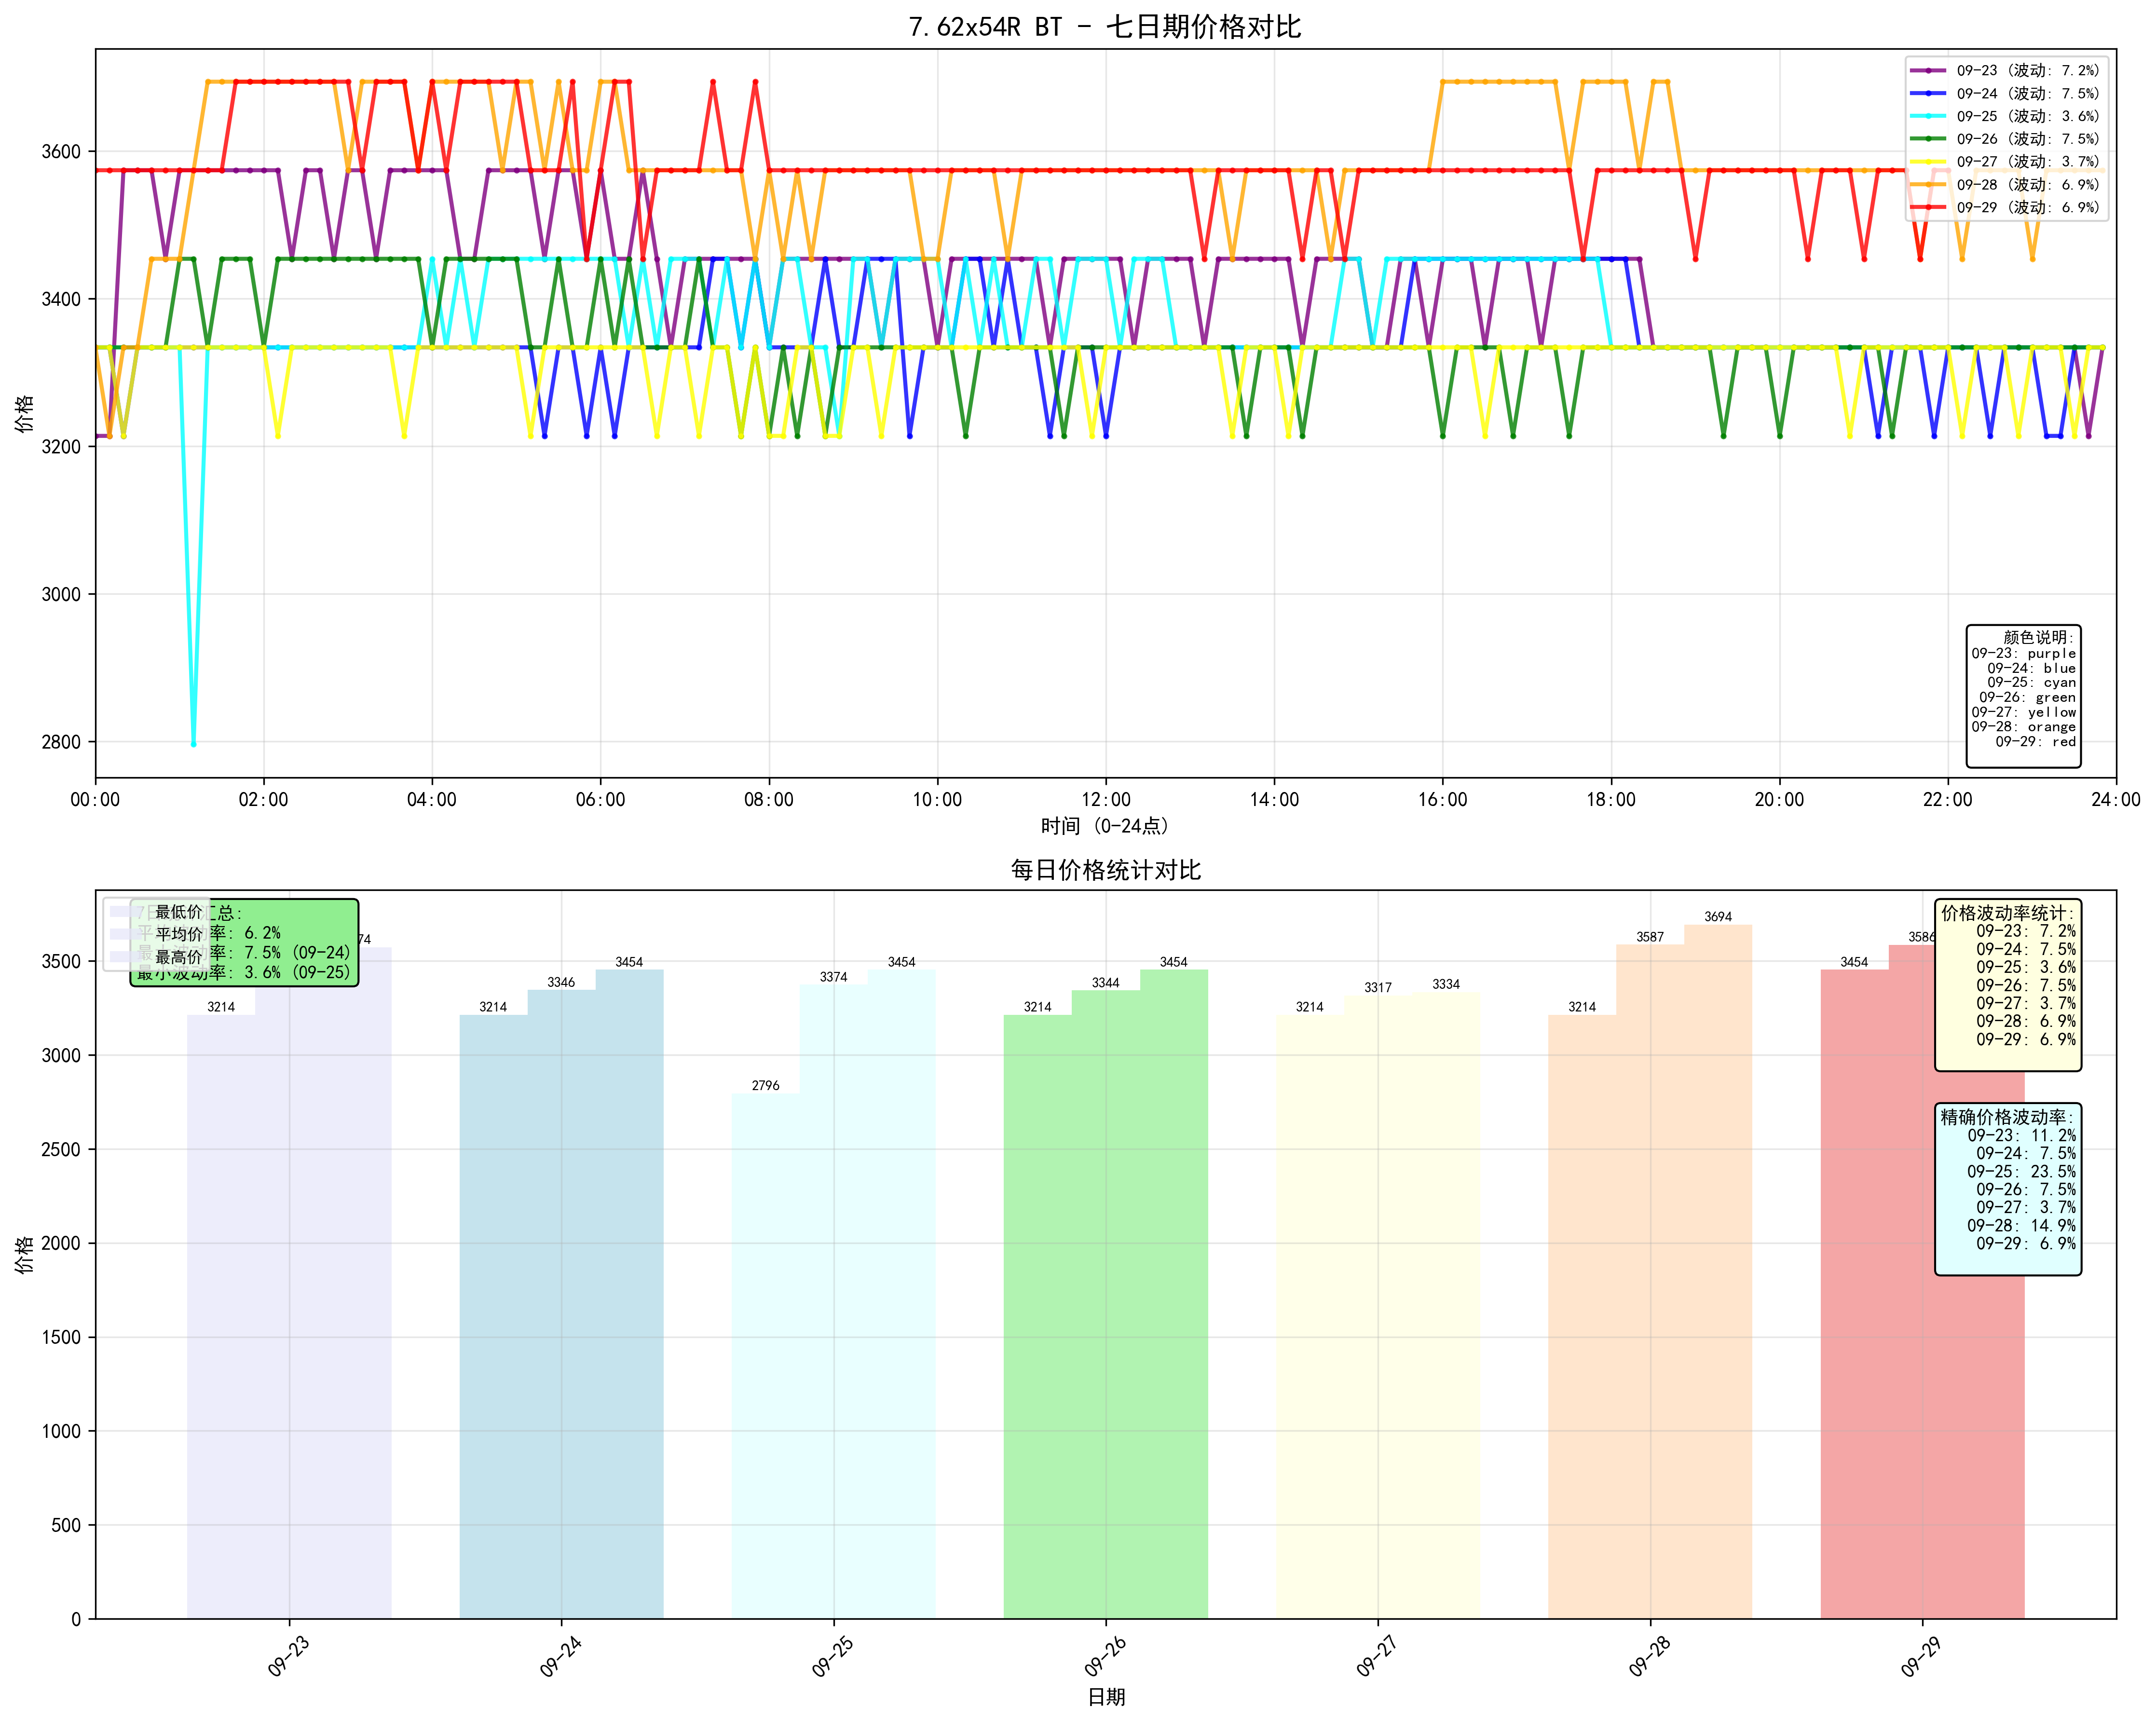 7.62x54R BT - 七日期价格对比
价格
3600
3400
3200
3000
2800
00:00
02:00
04:00
06:00
08:00
10:00
12:00
14:00
16:00
18:00
20:00
22:00
24:00
时间 (0-24点)
09-23 (波动: 7.2%)
09-24 (波动: 7.5%)
09-25 (波动: 3.6%)
09-26 (波动: 7.5%)
09-27 (波动: 3.7%)
09-28 (波动: 6.9%)
09-29 (波动: 6.9%)
颜色说明:
09-23: purple
09-24: blue
09-25: cyan
09-26: green
09-27: yellow
09-28: orange
09-29: red
每日价格统计对比
价格
3500
3000
2500
2000
1500
1000
500
0
最低价
平均价
最高价
汇总:
率: 6.2%
率: 7.5% (09-24)
最小波动率: 3.6% (09-25)
3214
74
3214
3346
3454
2796
3374
3454
3214
3344
3454
3214
3317
3334
3214
3587
3694
3454
3586
价格波动率统计:
09-23: 7.2%
09-24: 7.5%
09-25: 3.6%
09-26: 7.5%
09-27: 3.7%
09-28: 6.9%
09-29: 6.9%
精确价格波动率:
09-23: 11.2%
09-24: 7.5%
09-25: 23.5%
09-26: 7.5%
09-27: 3.7%
09-28: 14.9%
09-29: 6.9%
09-23
09-24
09-25
09-26
09-27
09-28
09-29
日期